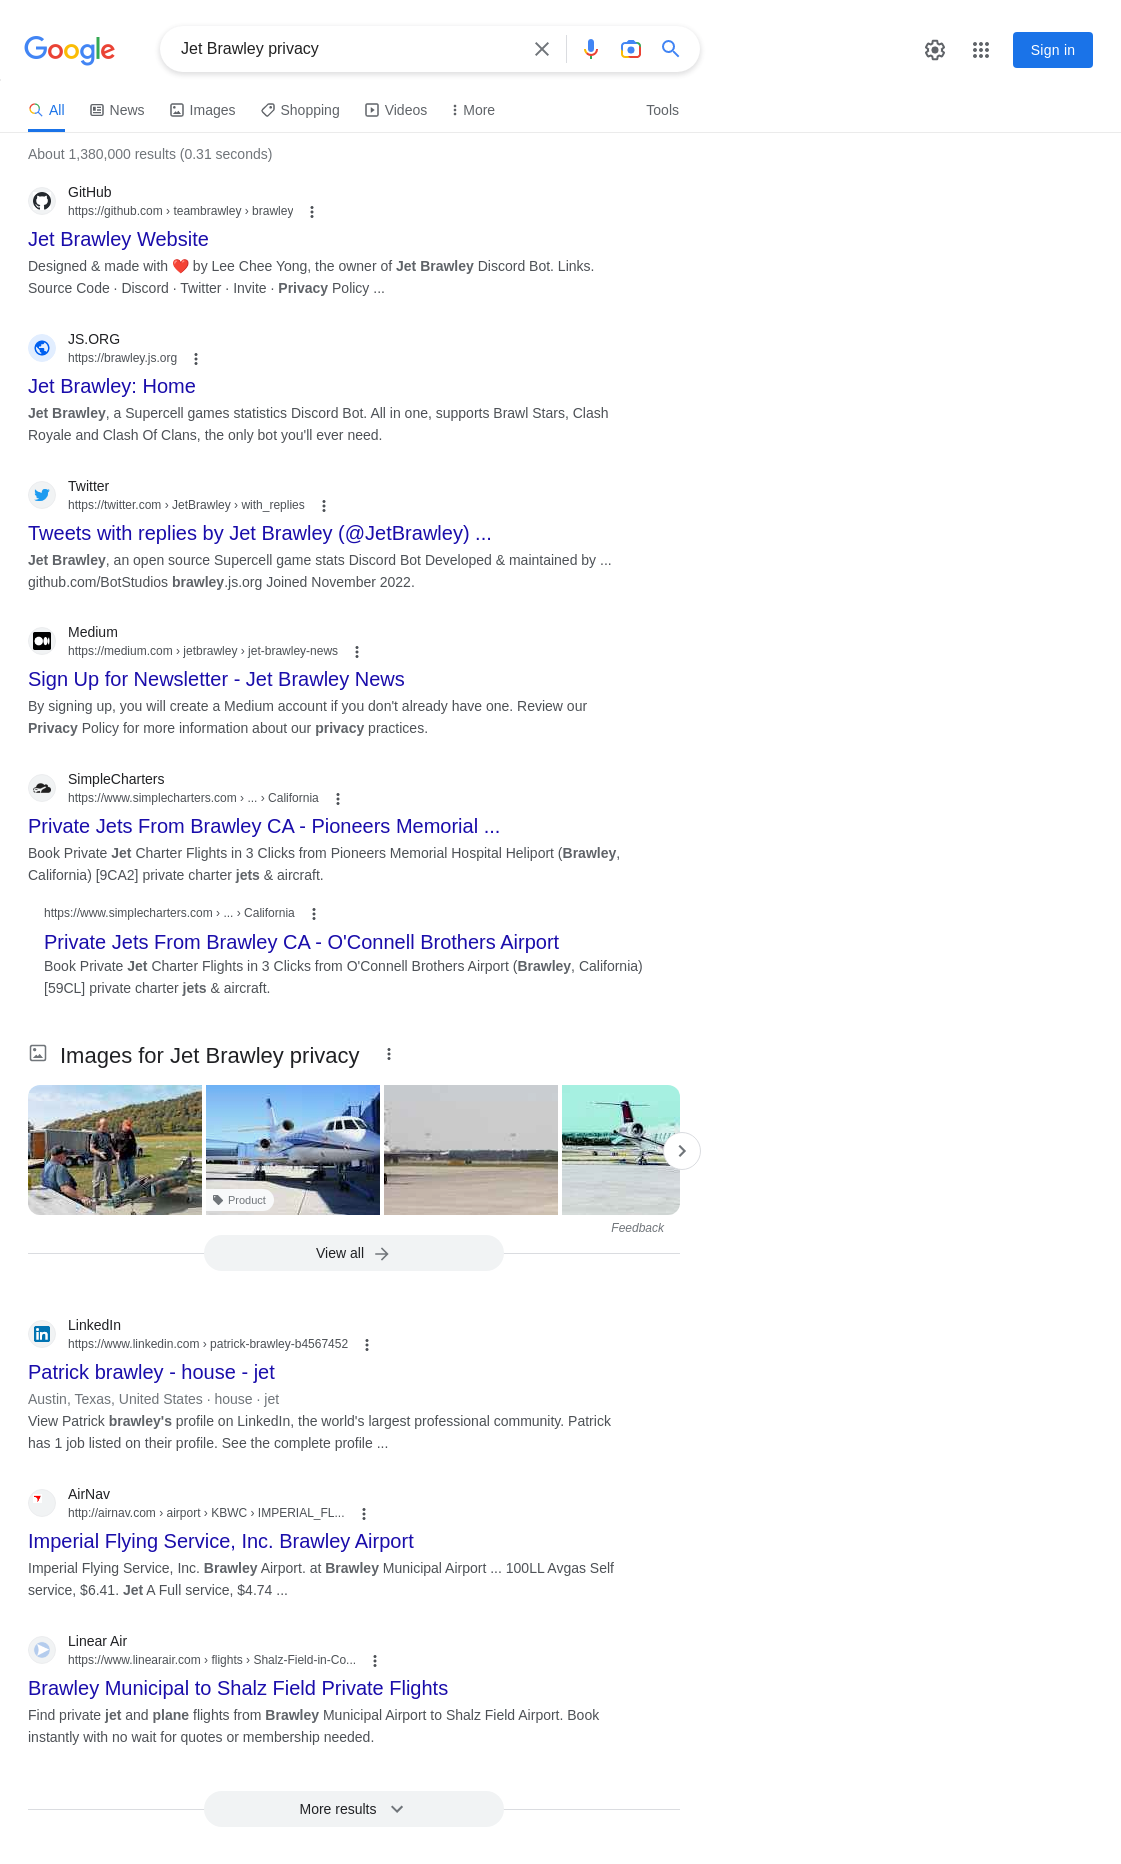 Google
Jet Brawley privacy
Sign in
All
News
Images
Shopping
Videos
More
Tools
About 1,380,000 results (0.31 seconds)
GitHub
https://github.com › teambrawley › brawley
Jet Brawley Website
Designed & made with ❤️ by Lee Chee Yong, the owner of Jet Brawley Discord Bot. Links.
Source Code · Discord · Twitter · Invite · Privacy Policy ...
JS.ORG
https://brawley.js.org
Jet Brawley: Home
Jet Brawley, a Supercell games statistics Discord Bot. All in one, supports Brawl Stars, Clash
Royale and Clash Of Clans, the only bot you'll ever need.
Twitter
https://twitter.com › JetBrawley › with_replies
Tweets with replies by Jet Brawley (@JetBrawley) ...
Jet Brawley, an open source Supercell game stats Discord Bot Developed & maintained by ...
github.com/BotStudios brawley.js.org Joined November 2022.
Medium
https://medium.com › jetbrawley › jet-brawley-news
Sign Up for Newsletter - Jet Brawley News
By signing up, you will create a Medium account if you don't already have one. Review our
Privacy Policy for more information about our privacy practices.
SimpleCharters
https://www.simplecharters.com › ... › California
Private Jets From Brawley CA - Pioneers Memorial ...
Book Private Jet Charter Flights in 3 Clicks from Pioneers Memorial Hospital Heliport (Brawley,
California) [9CA2] private charter jets & aircraft.
https://www.simplecharters.com › ... › California
Private Jets From Brawley CA - O'Connell Brothers Airport
Book Private Jet Charter Flights in 3 Clicks from O'Connell Brothers Airport (Brawley, California)
[59CL] private charter jets & aircraft.
Images for Jet Brawley privacy
Product
Feedback
View all
LinkedIn
https://www.linkedin.com › patrick-brawley-b4567452
Patrick brawley - house - jet
Austin, Texas, United States · house · jet
View Patrick brawley's profile on LinkedIn, the world's largest professional community. Patrick
has 1 job listed on their profile. See the complete profile ...
AirNav
http://airnav.com › airport › KBWC › IMPERIAL_FL...
Imperial Flying Service, Inc. Brawley Airport
Imperial Flying Service, Inc. Brawley Airport. at Brawley Municipal Airport ... 100LL Avgas Self
service, $6.41. Jet A Full service, $4.74 ...
Linear Air
https://www.linearair.com › flights › Shalz-Field-in-Co...
Brawley Municipal to Shalz Field Private Flights
Find private jet and plane flights from Brawley Municipal Airport to Shalz Field Airport. Book
instantly with no wait for quotes or membership needed.
More results